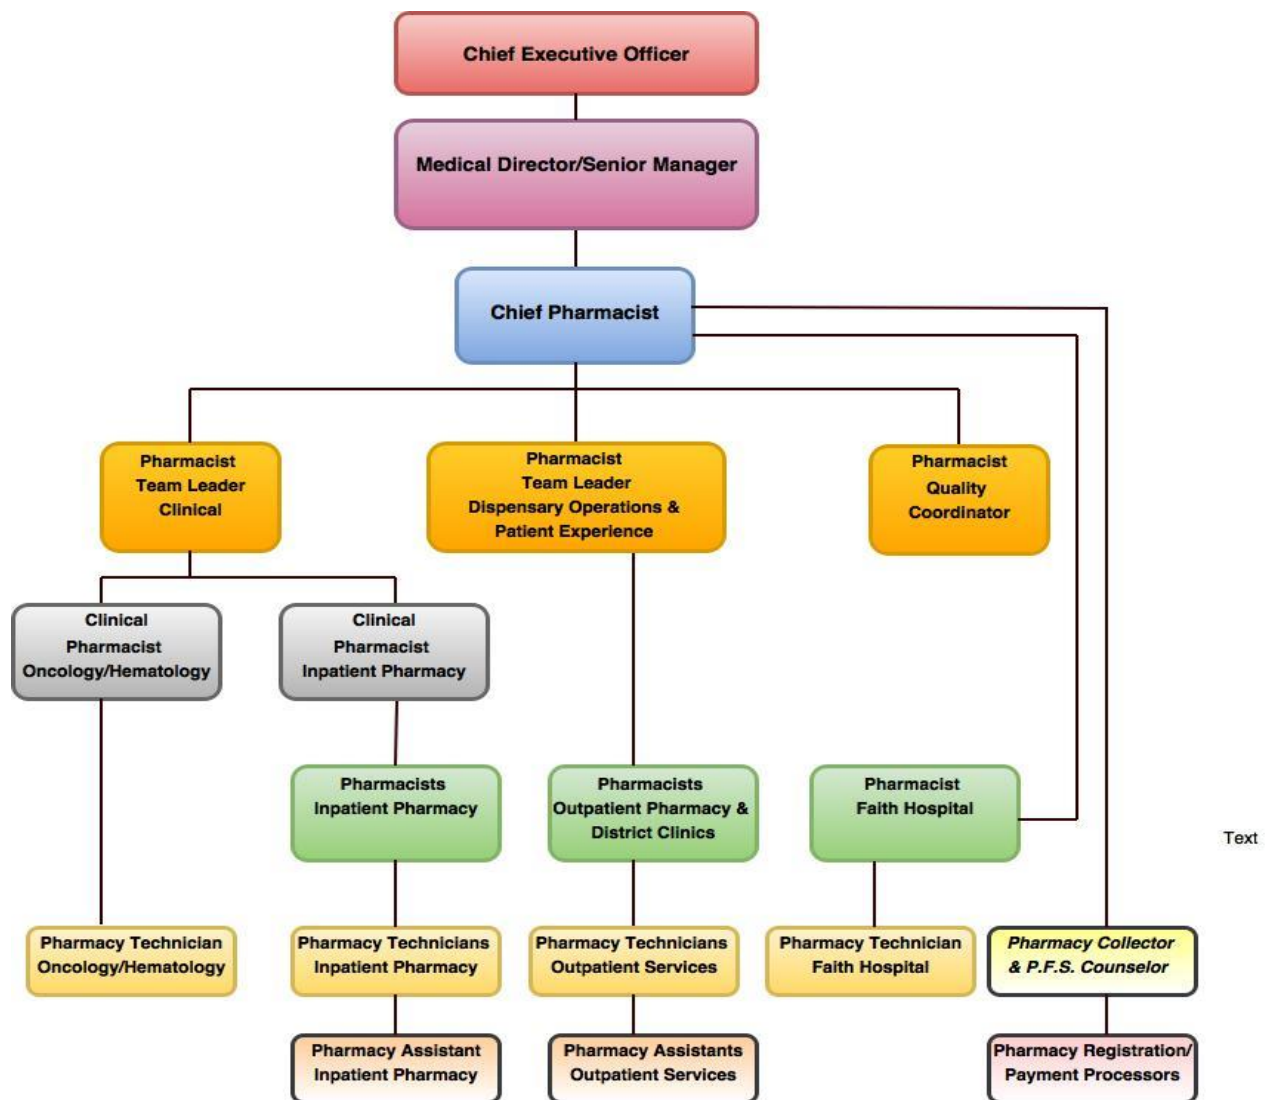 Chief Executive Officer
Medical Director/Senior Manager
Chief Pharmacist
Pharmacist
Team Leader
Clinical
Pharmacist
Team Leader
Dispensary Operations &
Patient Experience
Pharmacist
Quality
Coordinator
Clinical
Pharmacist
Oncology/Hematology
Clinical
Pharmacist
Inpatient Pharmacy
Pharmacists
Inpatient Pharmacy
Pharmacists
Outpatient Pharmacy &
District Clinics
Pharmacist
Faith Hospital
Text
Pharmacy Technician
Oncology/Hematology
Pharmacy Technicians
Inpatient Pharmacy
Pharmacy Technicians
Outpatient Services
Pharmacy Technician
Faith Hospital
Pharmacy Collector
& P.F.S. Counselor
Pharmacy Assistant
Inpatient Pharmacy
Pharmacy Assistants
Outpatient Services
Pharmacy Registration/
Payment Processors